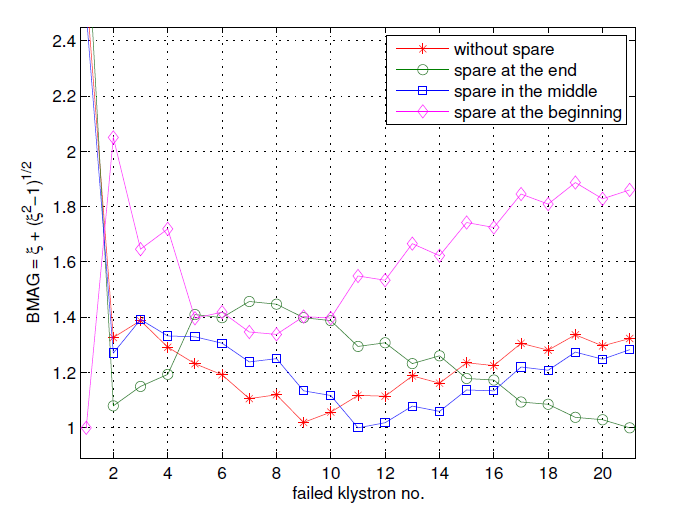 2.4
2.2
2
1.8
1.6
1.4
1.2
1
BMAG = ξ + (ξ²−1)^1/2
without spare
spare at the end
spare in the middle
spare at the beginning
2 4 6 8 10 12 14 16 18 20
failed klystron no.